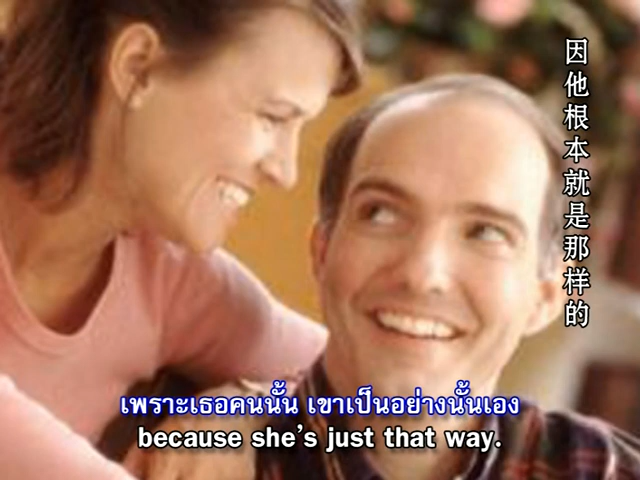 因他根本就是那样的
เพราะเธอคนนั้น เขาเป็นอย่างนั้นเอง
because she's just that way.